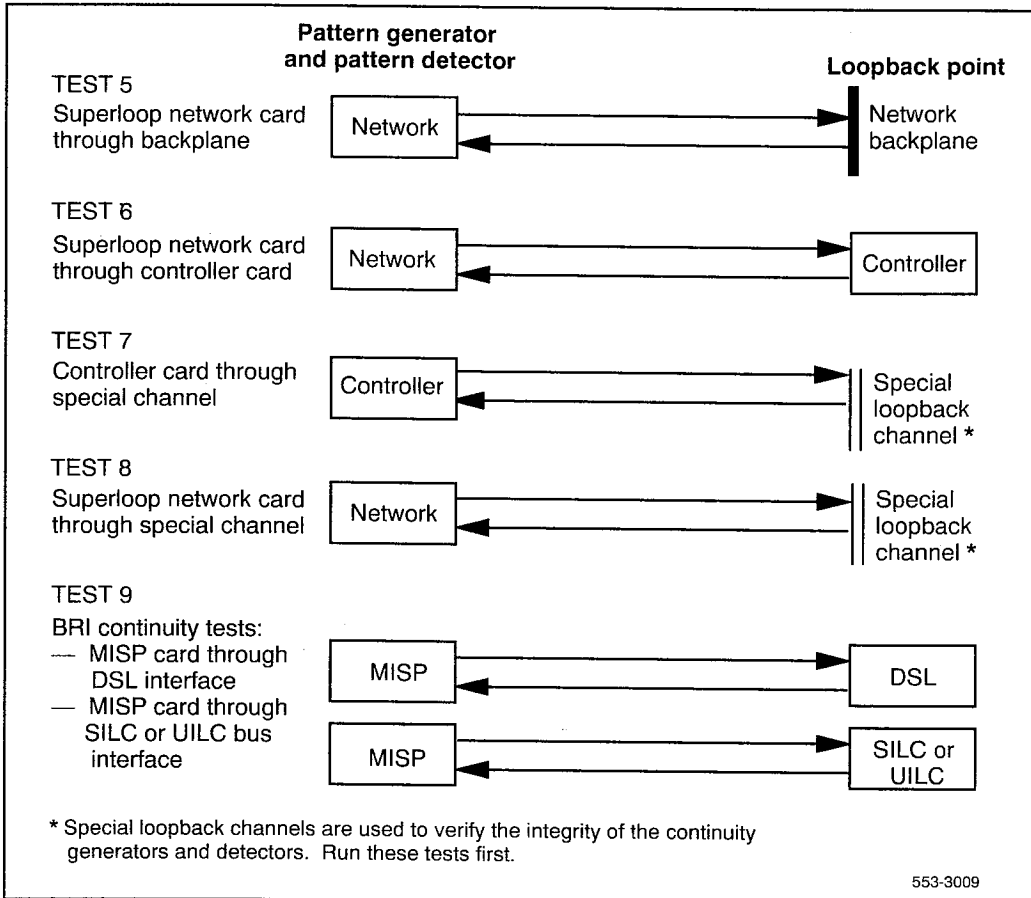 Pattern generator
and pattern detector
Loopback point
TEST 5
Superloop network card
through backplane
Network
Network
backplane
TEST 6
Superloop network card
through controller card
Network
Controller
TEST 7
Controller card through
special channel
Controller
Special
loopback
channel *
TEST 8
Superloop network card
through special channel
Network
Special
loopback
channel *
TEST 9
BRI continuity tests:
— MISP card through
DSL interface
— MISP card through
SILC or UILC bus
interface
MISP
DSL
MISP
SILC or
UILC
* Special loopback channels are used to verify the integrity of the continuity
generators and detectors. Run these tests first.
553-3009